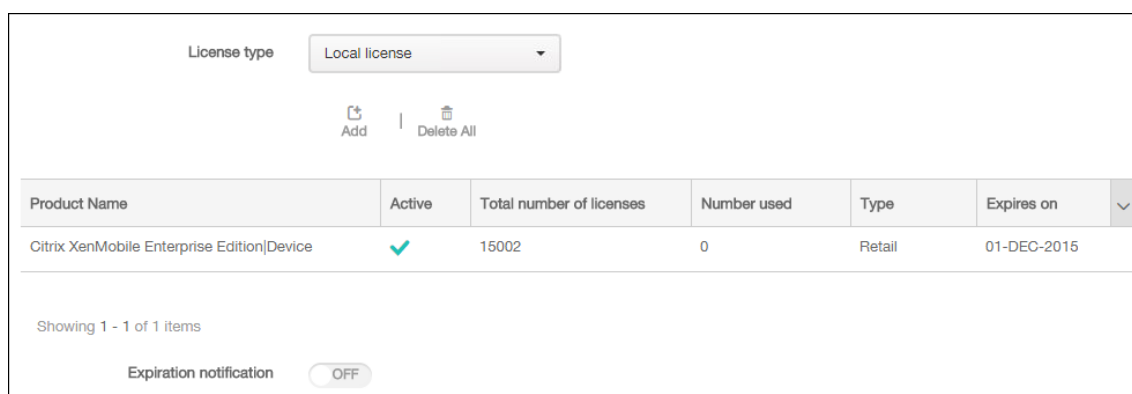 License type Local license
Add | Delete All
Product Name Active Total number of licenses Number used Type Expires on
Citrix XenMobile Enterprise Edition|Device 15002 0 Retail 01-DEC-2015
Showing 1 - 1 of 1 items
Expiration notification OFF